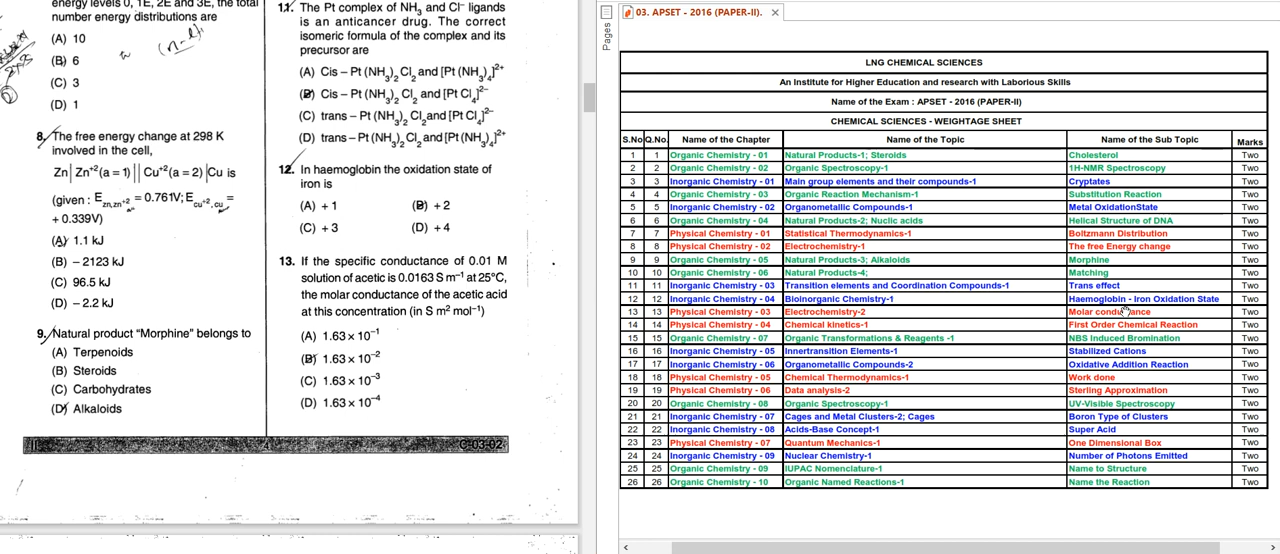 energy levels 0, 1E, 2E and 3E, the total
number energy distributions are
(A) 10
(B) 6
(C) 3
(D) 1
8. The free energy change at 298 K
involved in the cell,
Zn|Zn⁺²(a = 1)||Cu⁺²(a = 2)|Cu is
(given : E zn,zn⁺² = 0.761V; E cu⁺²,cu =
+ 0.339V)
(A) 1.1 kJ
(B) – 2123 kJ
(C) 96.5 kJ
(D) – 2.2 kJ
9. Natural product “Morphine” belongs to
(A) Terpenoids
(B) Steroids
(C) Carbohydrates
(D) Alkaloids
11. The Pt complex of NH₃ and Cl⁻ ligands
is an anticancer drug. The correct
isomeric formula of the complex and its
precursor are
(A) Cis – Pt (NH₃)₂ Cl₂ and [Pt (NH₃)₄]²⁺
(B) Cis – Pt (NH₃)₂ Cl₂ and [Pt Cl₄]²⁻
(C) trans – Pt (NH₃)₂ Cl₂ and [Pt Cl₄]²⁻
(D) trans – Pt (NH₃)₂ Cl₂ and [Pt (NH₃)₄]²⁺
12. In haemoglobin the oxidation state of
iron is
(A) + 1 (B) + 2
(C) + 3 (D) + 4
13. If the specific conductance of 0.01 M
solution of acetic is 0.0163 S m⁻¹ at 25°C,
the molar conductance of the acetic acid
at this concentration (in S m² mol⁻¹)
(A) 1.63 x 10⁻¹
(B) 1.63 x 10⁻²
(C) 1.63 x 10⁻³
(D) 1.63 x 10⁻⁴
II 4 C-03-02
Pages
03. APSET - 2016 (PAPER-II).
LNG CHEMICAL SCIENCES
An Institute for Higher Education and research with Laborious Skills
Name of the Exam : APSET - 2016 (PAPER-II)
CHEMICAL SCIENCES - WEIGHTAGE SHEET
S.No Q.No. Name of the Chapter Name of the Topic Name of the Sub Topic Marks
1 1 Organic Chemistry - 01 Natural Products-1; Steroids Cholesterol Two
2 2 Organic Chemistry - 02 Organic Spectroscopy-1 1H-NMR Spectroscopy Two
3 3 Inorganic Chemistry - 01 Main group elements and their compounds-1 Cryptates Two
4 4 Organic Chemistry - 03 Organic Reaction Mechanism-1 Substitution Reaction Two
5 5 Inorganic Chemistry - 02 Organometallic Compounds-1 Metal OxidationState Two
6 6 Organic Chemistry - 04 Natural Products-2; Nuclic acids Helical Structure of DNA Two
7 7 Physical Chemistry - 01 Statistical Thermodynamics-1 Boltzmann Distribution Two
8 8 Physical Chemistry - 02 Electrochemistry-1 The free Energy change Two
9 9 Organic Chemistry - 05 Natural Products-3; Alkaloids Morphine Two
10 10 Organic Chemistry - 06 Natural Products-4; Matching Two
11 11 Inorganic Chemistry - 03 Transition elements and Coordination Compounds-1 Trans effect Two
12 12 Inorganic Chemistry - 04 Bioinorganic Chemistry-1 Haemoglobin - Iron Oxidation State Two
13 13 Physical Chemistry - 03 Electrochemistry-2 Molar conductance Two
14 14 Physical Chemistry - 04 Chemical kinetics-1 First Order Chemical Reaction Two
15 15 Organic Chemistry - 07 Organic Transformations & Reagents -1 NBS Induced Bromination Two
16 16 Inorganic Chemistry - 05 Innertransition Elements-1 Stabilized Cations Two
17 17 Inorganic Chemistry - 06 Organometallic Compounds-2 Oxidative Addition Reaction Two
18 18 Physical Chemistry - 05 Chemical Thermodynamics-1 Work done Two
19 19 Physical Chemistry - 06 Data analysis-2 Sterling Approximation Two
20 20 Organic Chemistry - 08 Organic Spectroscopy-1 UV-Visible Spectroscopy Two
21 21 Inorganic Chemistry - 07 Cages and Metal Clusters-2; Cages Boron Type of Clusters Two
22 22 Inorganic Chemistry - 08 Acids-Base Concept-1 Super Acid Two
23 23 Physical Chemistry - 07 Quantum Mechanics-1 One Dimensional Box Two
24 24 Inorganic Chemistry - 09 Nuclear Chemistry-1 Number of Photons Emitted Two
25 25 Organic Chemistry - 09 IUPAC Nomenclature-1 Name to Structure Two
26 26 Organic Chemistry - 10 Organic Named Reactions-1 Name the Reaction Two